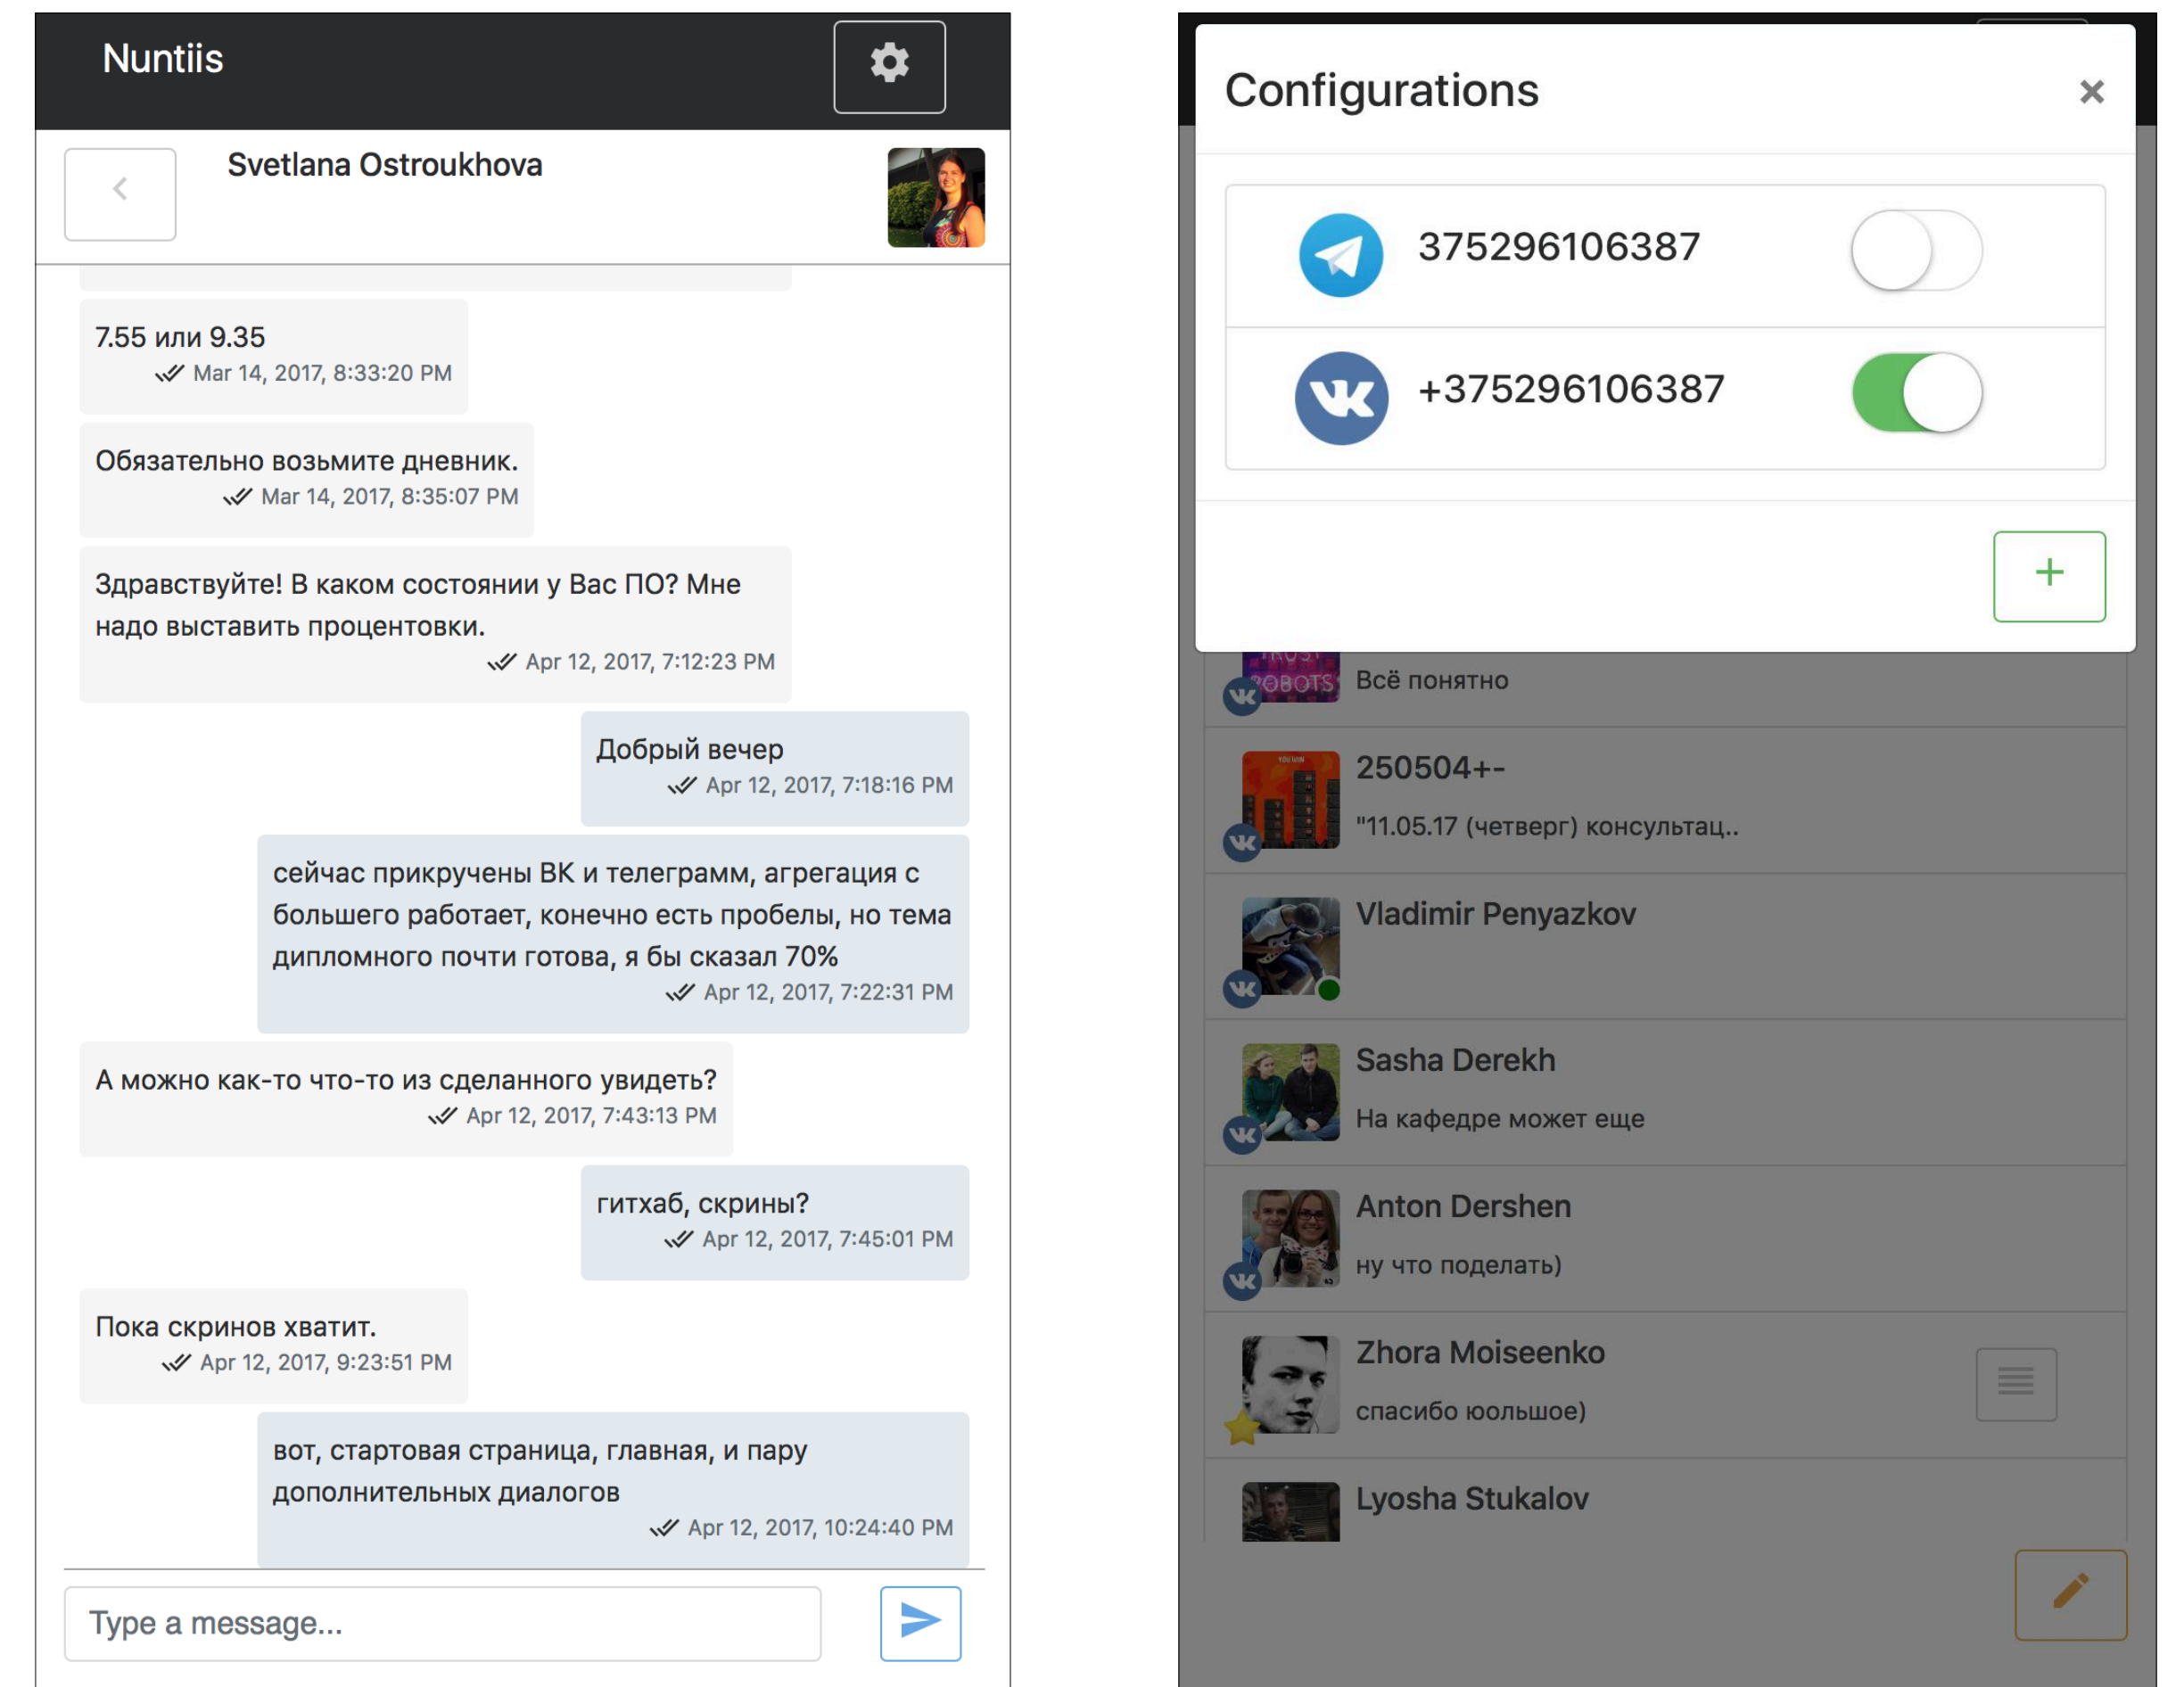 Nuntiis
Svetlana Ostroukhova
7.55 или 9.35
Mar 14, 2017, 8:33:20 PM
Обязательно возьмите дневник.
Mar 14, 2017, 8:35:07 PM
Здравствуйте! В каком состоянии у Вас ПО? Мне
надо выставить процентовки.
Apr 12, 2017, 7:12:23 PM
Добрый вечер
Apr 12, 2017, 7:18:16 PM
сейчас прикручены ВК и телеграмм, агрегация с
большего работает, конечно есть пробелы, но тема
дипломного почти готова, я бы сказал 70%
Apr 12, 2017, 7:22:31 PM
А можно как-то что-то из сделанного увидеть?
Apr 12, 2017, 7:43:13 PM
гитхаб, скрины?
Apr 12, 2017, 7:45:01 PM
Пока скринов хватит.
Apr 12, 2017, 9:23:51 PM
вот, стартовая страница, главная, и пару
дополнительных диалогов
Apr 12, 2017, 10:24:40 PM
Type a message...
Configurations
375296106387
+375296106387
ROBOTS
Всё понятно
250504+-
"11.05.17 (четверг) консультац..
Vladimir Penyazkov
Sasha Derekh
На кафедре может еще
Anton Dershen
ну что поделать)
Zhora Moiseenko
спасибо юольшое)
Lyosha Stukalov